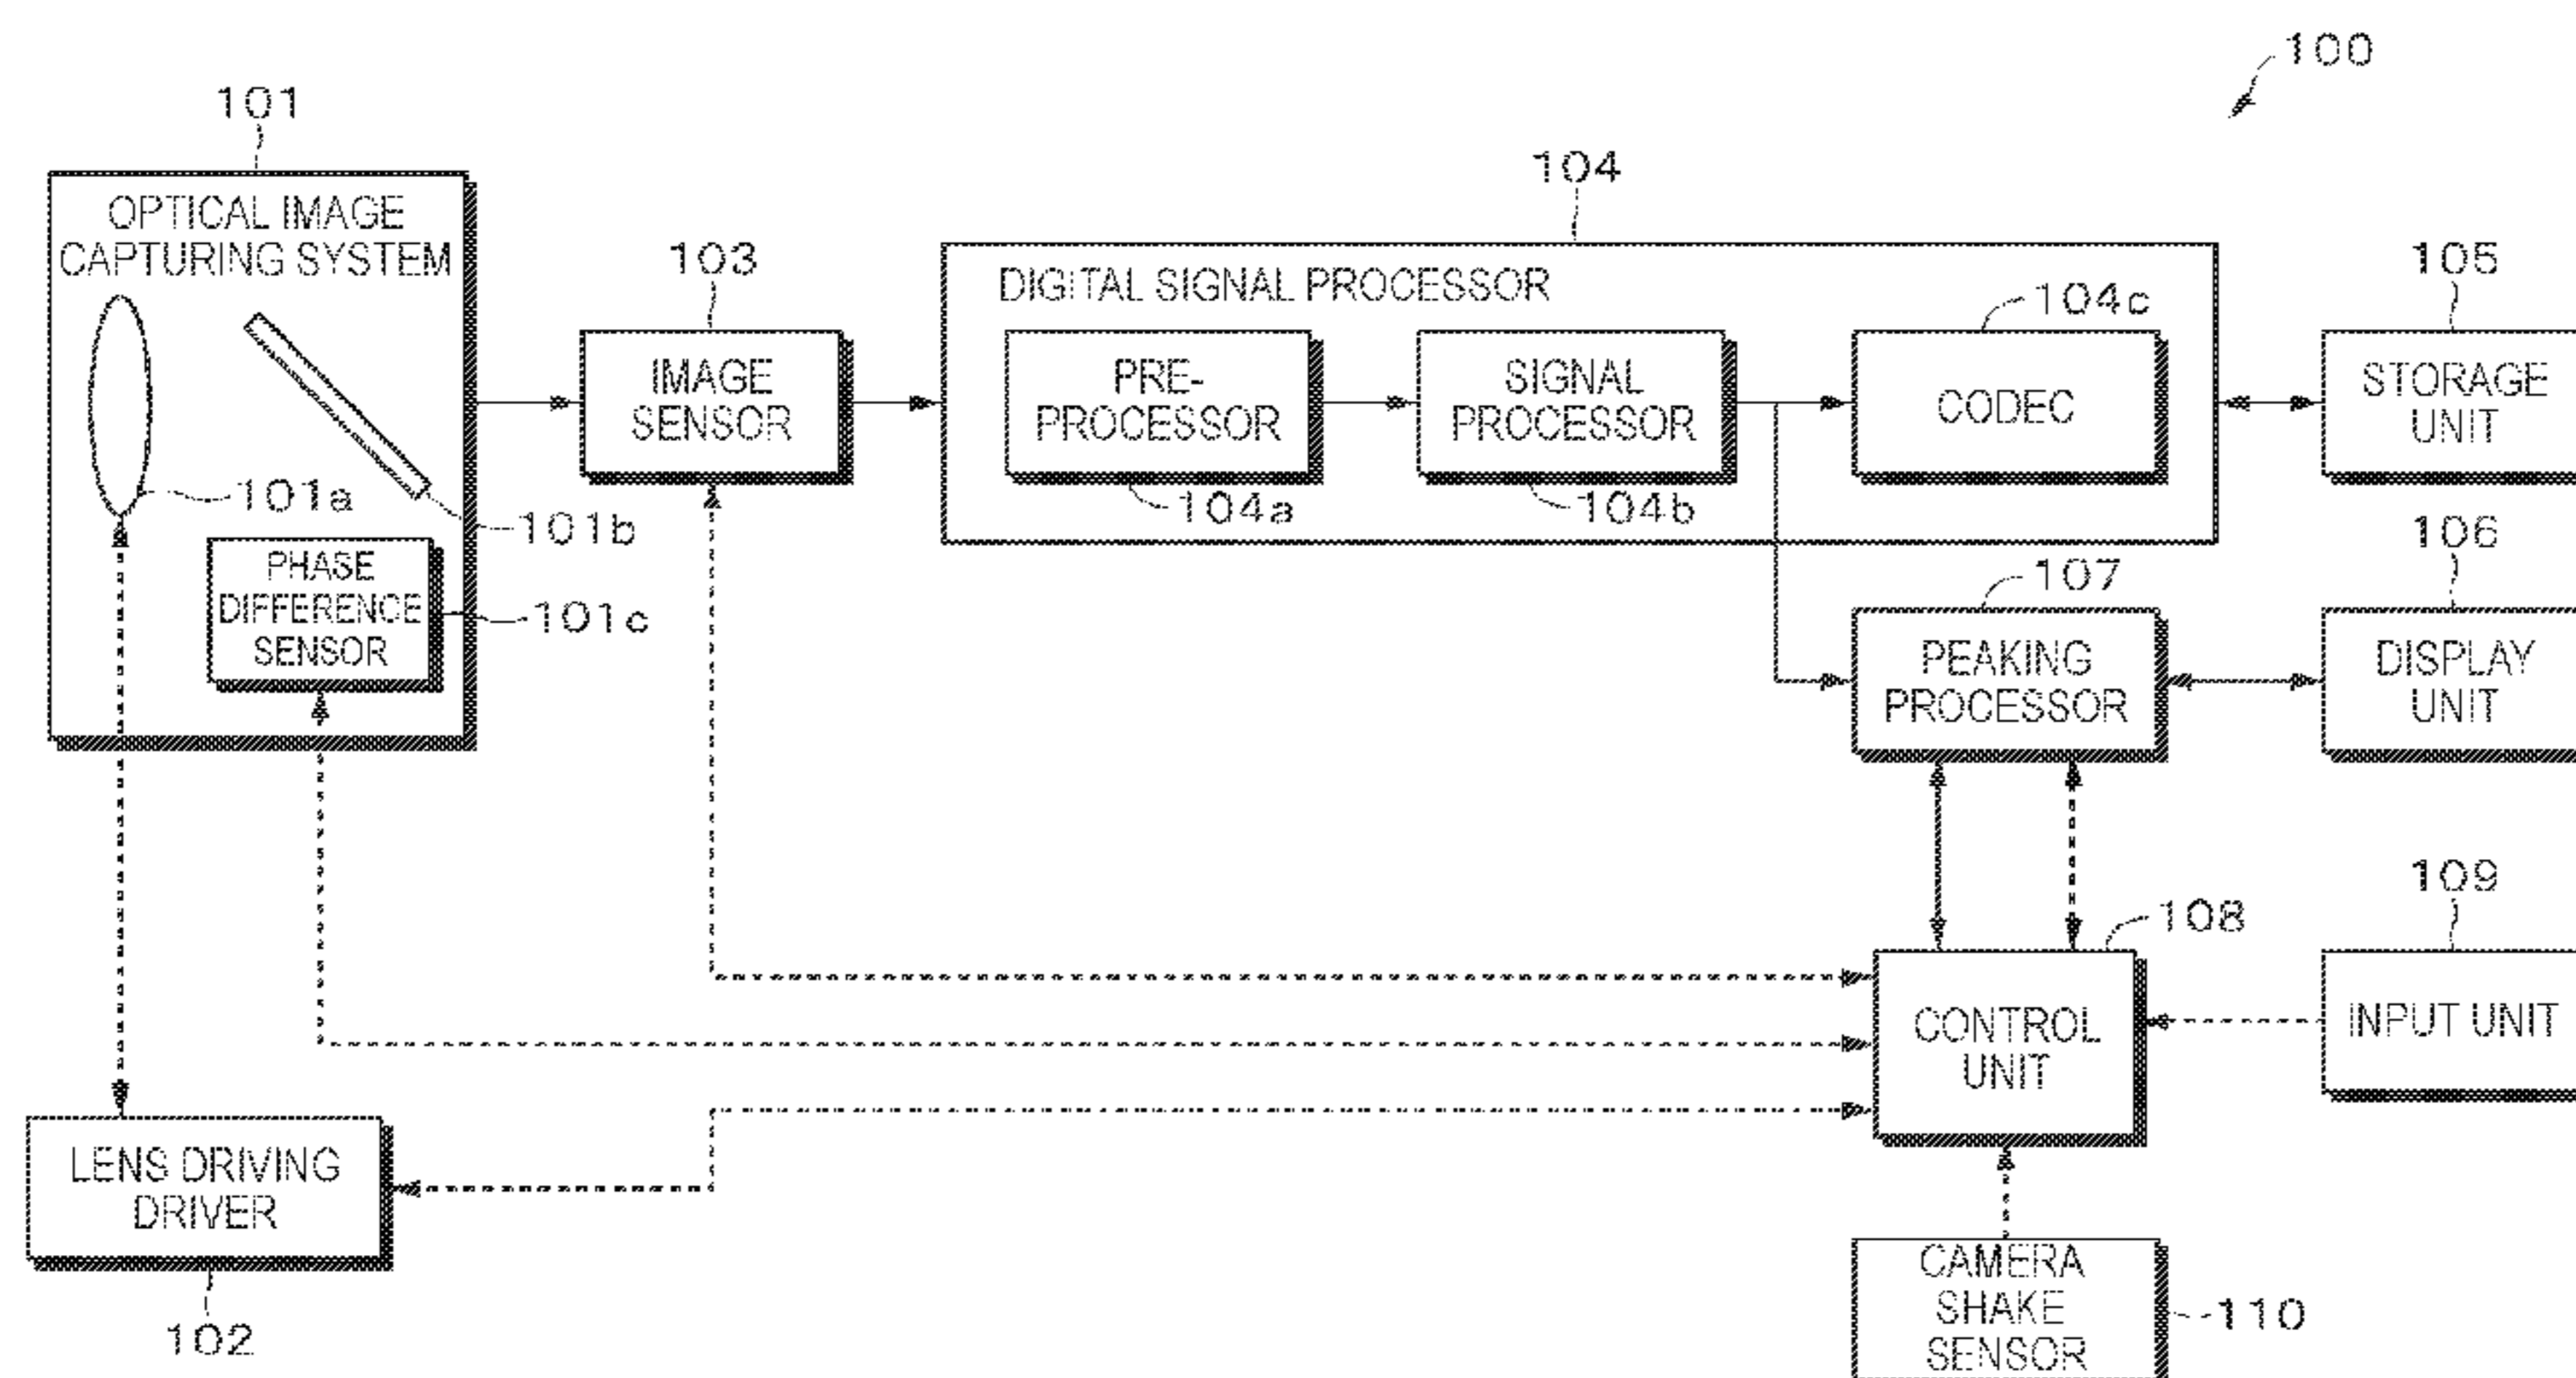 100
101
OPTICAL IMAGE
CAPTURING SYSTEM
101a
101b
PHASE
DIFFERENCE
SENSOR
101c
103
IMAGE
SENSOR
104
DIGITAL SIGNAL PROCESSOR
PRE-
PROCESSOR
104a
SIGNAL
PROCESSOR
104b
104c
CODEC
105
STORAGE
UNIT
106
DISPLAY
UNIT
107
PEAKING
PROCESSOR
108
CONTROL
UNIT
109
INPUT UNIT
LENS DRIVING
DRIVER
102
CAMERA
SHAKE
SENSOR
110